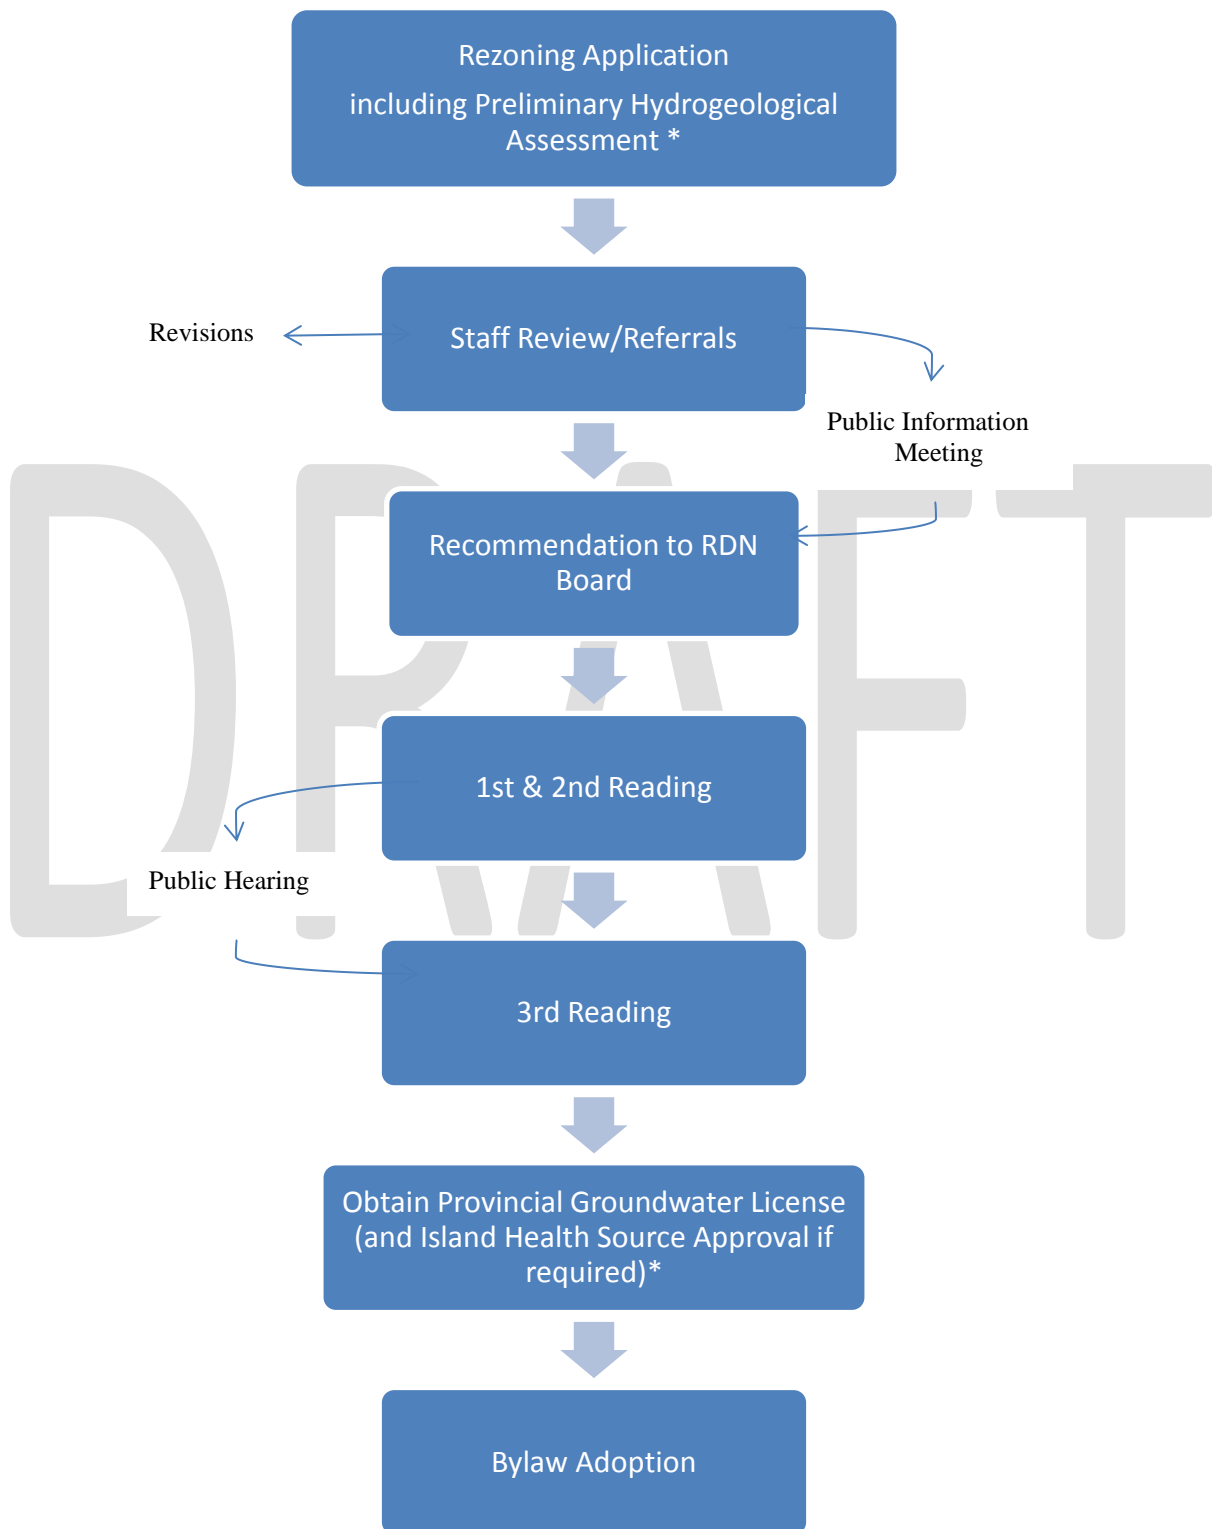 Rezoning Application
including Preliminary Hydrogeological
Assessment *
Revisions
Staff Review/Referrals
Public Information
Meeting
Recommendation to RDN
Board
DRAFT
1st & 2nd Reading
Public Hearing
3rd Reading
Obtain Provincial Groundwater License
(and Island Health Source Approval if
required)*
Bylaw Adoption